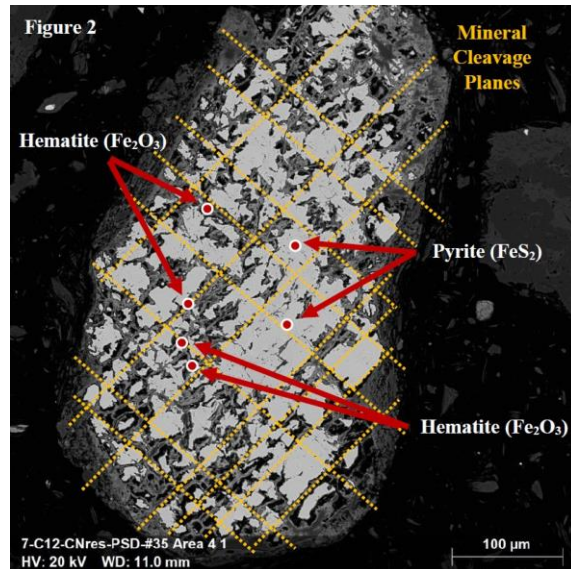 Figure 2
Mineral
Cleavage
Planes
Hematite (Fe₂O₃)
Pyrite (FeS₂)
Hematite (Fe₂O₃)
7-C12-CNres-PSD-#35 Area 4 1
HV: 20 kV WD: 11.0 mm
100 µm